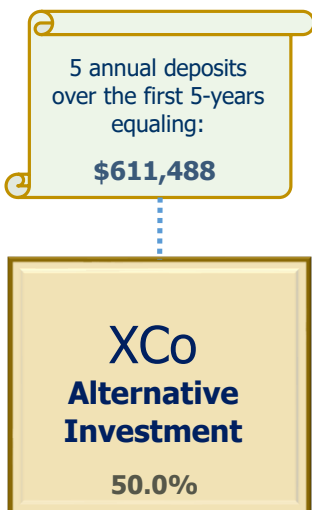 5 annual deposits
over the first 5-years
equaling:
$611,488
XCo
Alternative
Investment
50.0%